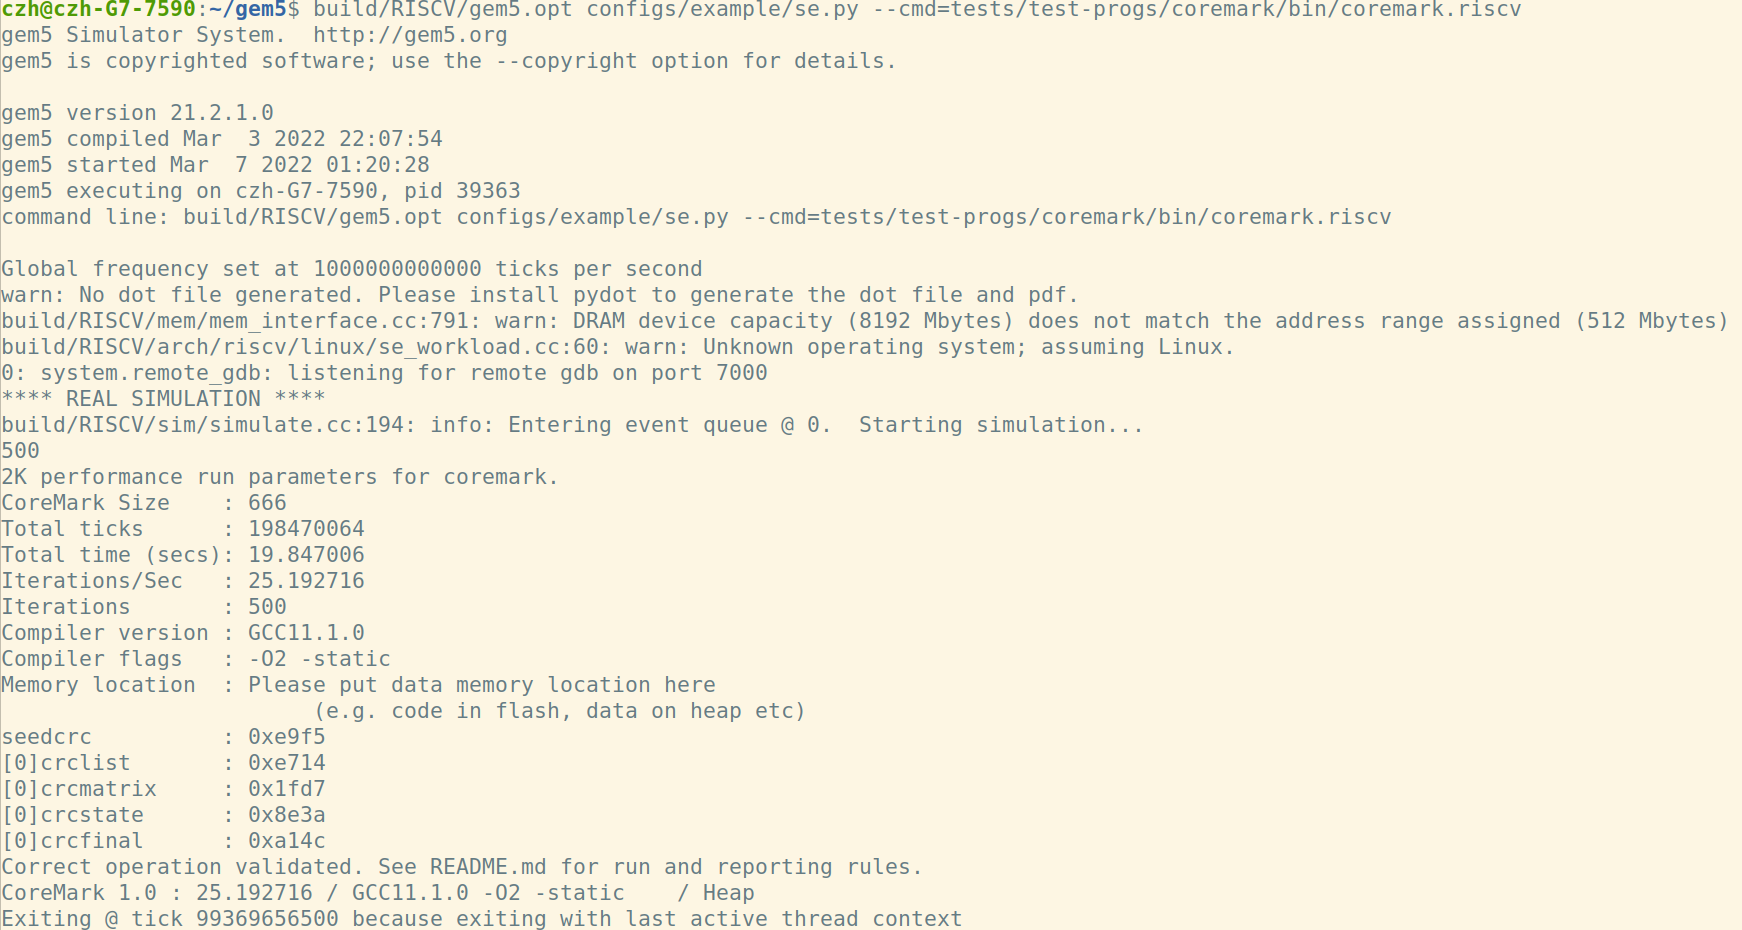 czh@czh-G7-7590:~/gem5$ build/RISCV/gem5.opt configs/example/se.py --cmd=tests/test-progs/coremark/bin/coremark.riscv
gem5 Simulator System.  http://gem5.org
gem5 is copyrighted software; use the --copyright option for details.

gem5 version 21.2.1.0
gem5 compiled Mar  3 2022 22:07:54
gem5 started Mar  7 2022 01:20:28
gem5 executing on czh-G7-7590, pid 39363
command line: build/RISCV/gem5.opt configs/example/se.py --cmd=tests/test-progs/coremark/bin/coremark.riscv

Global frequency set at 1000000000000 ticks per second
warn: No dot file generated. Please install pydot to generate the dot file and pdf.
build/RISCV/mem/mem_interface.cc:791: warn: DRAM device capacity (8192 Mbytes) does not match the address range assigned (512 Mbytes)
build/RISCV/arch/riscv/linux/se_workload.cc:60: warn: Unknown operating system; assuming Linux.
0: system.remote_gdb: listening for remote gdb on port 7000
**** REAL SIMULATION ****
build/RISCV/sim/simulate.cc:194: info: Entering event queue @ 0.  Starting simulation...
500
2K performance run parameters for coremark.
CoreMark Size    : 666
Total ticks      : 198470064
Total time (secs): 19.847006
Iterations/Sec   : 25.192716
Iterations       : 500
Compiler version : GCC11.1.0
Compiler flags   : -O2 -static
Memory location  : Please put data memory location here
                        (e.g. code in flash, data on heap etc)
seedcrc          : 0xe9f5
[0]crclist       : 0xe714
[0]crcmatrix     : 0x1fd7
[0]crcstate      : 0x8e3a
[0]crcfinal      : 0xa14c
Correct operation validated. See README.md for run and reporting rules.
CoreMark 1.0 : 25.192716 / GCC11.1.0 -O2 -static    / Heap
Exiting @ tick 99369656500 because exiting with last active thread context